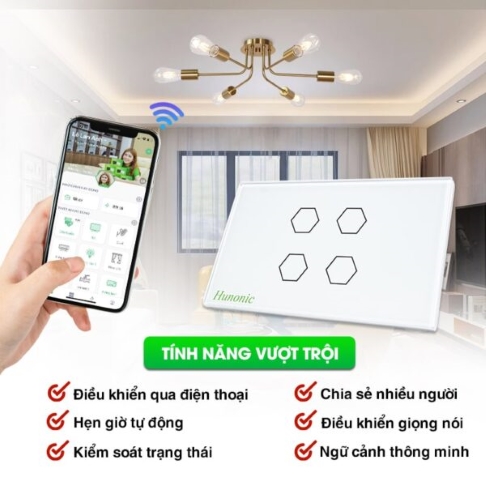 Hunonic
TÍNH NĂNG VƯỢT TRỘI
Điều khiển qua điện thoại
Hẹn giờ tự động
Kiểm soát trạng thái
Chia sẻ nhiều người
Điều khiển giọng nói
Ngữ cảnh thông minh